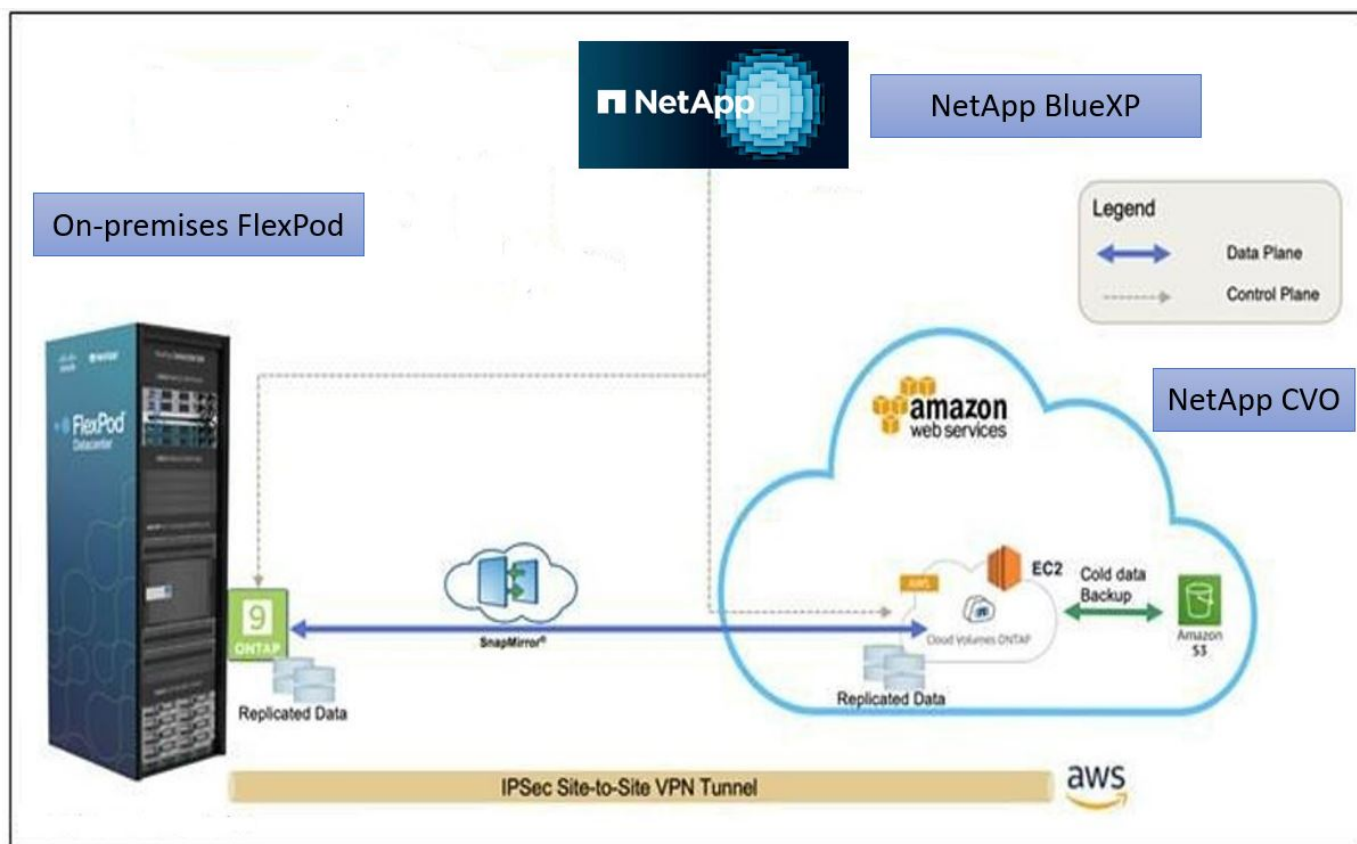 NetApp
NetApp BlueXP
On-premises FlexPod
Legend
Data Plane
Control Plane
NetApp CVO
amazon
web services
FlexPod
Datacenter
AWS
EC2
Cold data
Backup
9
ONTAP
SnapMirror®
Cloud Volumes ONTAP
Amazon
S3
Replicated Data
Replicated Data
IPSec Site-to-Site VPN Tunnel
aws